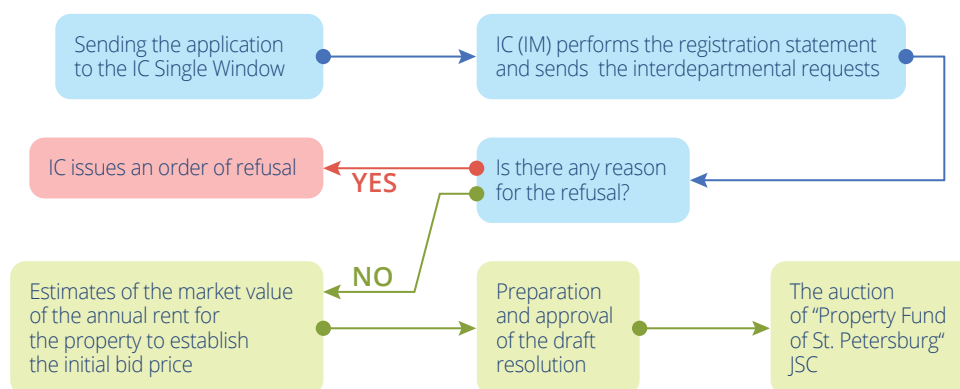 Sending the application
to the IC Single Window
IC (IM) performs the registration statement
and sends the interdepartmental requests
IC issues an order of refusal
YES
Is there any reason
for the refusal?
NO
Estimates of the market value
of the annual rent for
the property to establish
the initial bid price
Preparation
and approval
of the draft
resolution
The auction
of “Property Fund
of St. Petersburg“
JSC